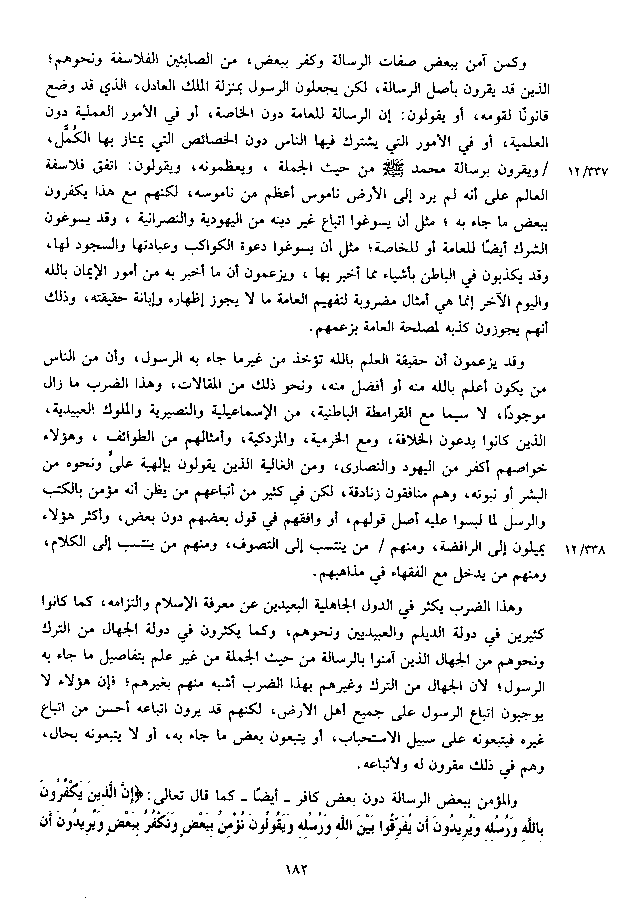 وكمن آمن ببعض صفات الرسالة وكفر ببعض، من الصابئين الفلاسفة ونحوهم؛
الذين قد يقرون بأصل الرسالة، لكن يجعلون الرسول بمنزلة الملك العادل، الذي قد وضع
قانونًا لقومه، أو يقولون: إن الرسالة للعامة دون الخاصة، أو في الأمور العملية دون
العلمية، أو في الأمور التي يشترك فيها الناس دون الخصائص التي يمتاز بها الكُمَّل،
١٢/٣٣٧ / ويقرون برسالة محمد ﷺ من حيث الجملة ، ويعظمونه، ويقولون: اتفق فلاسفة
العالم على أنه لم يرد إلى الأرض ناموس أعظم من ناموسه، لكنهم مع هذا يكفرون
ببعض ما جاء به ؛ مثل أن يسوغوا اتباع غير دينه من اليهودية والنصرانية ، وقد يسوغون
الشرك أيضًا للعامة أو للخاصة؛ مثل أن يسوغوا دعوة الكواكب وعبادتها والسجود لها،
وقد يكذبون في الباطن بأشياء مما أخبر بها ، ويزعمون أن ما أخبر به من أمور الإيمان بالله
واليوم الآخر إنما هي أمثال مضروبة لتفهيم العامة ما لا يجوز إظهاره وإبانة حقيقته، وذلك
أنهم يجوزون كذبه لمصلحة العامة بزعمهم.
وقد يزعمون أن حقيقة العلم بالله تؤخذ من غيرما جاء به الرسول، وأن من الناس
من يكون أعلم بالله منه أو أفضل منه، ونحو ذلك من المقالات، وهذا الضرب ما زال
موجودًا، لا سيما مع القرامطة الباطنية، من الإسماعيلية والنصيرية والملوك العبيدية،
الذين كانوا يدعون الخلافة، ومع الخرمية، والمزدكية، وأمثالهم من الطوائف ، وهؤلاء
خواصهم أكفر من اليهود والنصارى، ومن الغالية الذين يقولون بإلهية عليٍّ ونحوه من
البشر أو نبوته، وهم منافقون زنادقة، لكن في كثير من أتباعهم من يظن أنه مؤمن بالكتب
والرسل لما لبسوا عليه أصل قولهم، أو وافقهم في قول بعضهم دون بعض، وأكثر هؤلاء
١٢/٣٣٨ يميلون إلى الرافضة، ومنهم / من ينتسب إلى التصوف، ومنهم من ينتسب إلى الكلام،
ومنهم من يدخل مع الفقهاء في مذاهبهم.
وهذا الضرب يكثر في الدول الجاهلية البعيدين عن معرفة الإسلام والتزامه، كما كانوا
كثيرين في دولة الديلم والعبيديين ونحوهم، وكما يكثرون في دولة الجهال من الترك
ونحوهم من الجهال الذين آمنوا بالرسالة من حيث الجملة من غير علم بتفاصيل ما جاء به
الرسول؛ لأن الجهال من الترك وغيرهم بهذا الضرب أشبه منهم بغيرهم؛ فإن هؤلاء لا
يوجبون اتباع الرسول على جميع أهل الأرض، لكنهم قد يرون اتباعه أحسن من اتباع
غيره فيتبعونه على سبيل الاستحباب، أو يتبعون بعض ما جاء به، أو لا يتبعونه بحال،
وهم في ذلك مقرون له ولأتباعه.
والمؤمن ببعض الرسالة دون بعض كافر ـ أيضًا ـ كما قال تعالى: ﴿إِنَّ الَّذِينَ يَكْفُرُونَ
بِاللَّهِ وَرُسُلِهِ وَيُرِيدُونَ أَن يُفَرِّقُوا بَيْنَ اللَّهِ وَرُسُلِهِ وَيَقُولُونَ نُؤْمِنُ بِبَعْضٍ وَنَكْفُرُ بِبَعْضٍ وَيُرِيدُونَ أَن
١٨٢